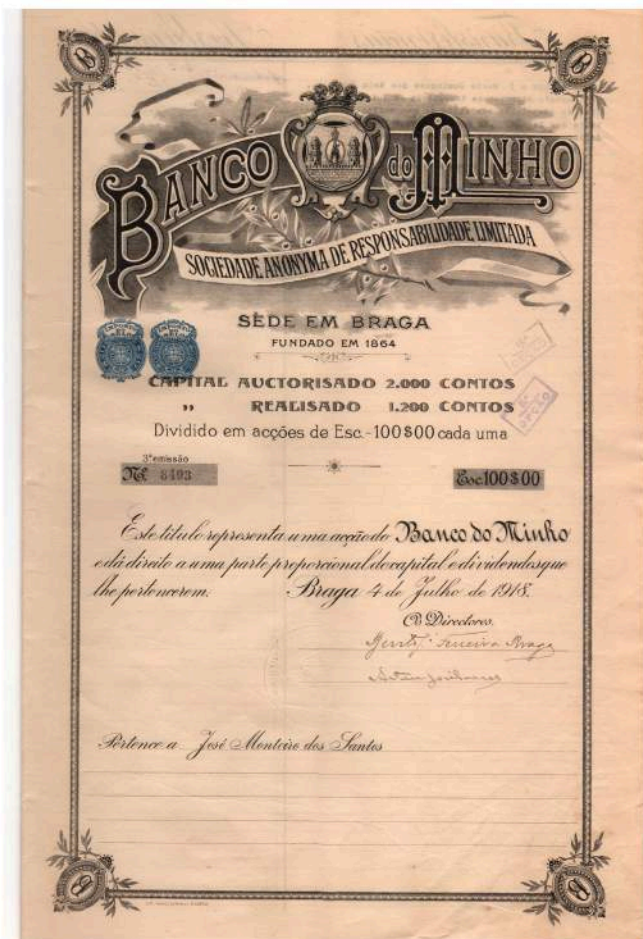 BANCO do MINHO
SOCIEDADE ANONYMA DE RESPONSABILIDADE LIMITADA
SÉDE EM BRAGA
FUNDADO EM 1864
CAPITAL AUCTORISADO 2.000 CONTOS
" REALISADO 1.200 CONTOS
Dividido em acções de Esc.-100$00 cada uma
3ª emissão
Nº 8493
Esc 100$00
Este titulo representa uma acção do Banco do Minho
e dá direito a uma parte proporcional do capital e dividendos que
lhe pertencerem. Braga 4 de Julho de 1918.
Os Directores.
Ferreira Braga
Pertence a José Monteiro dos Santos